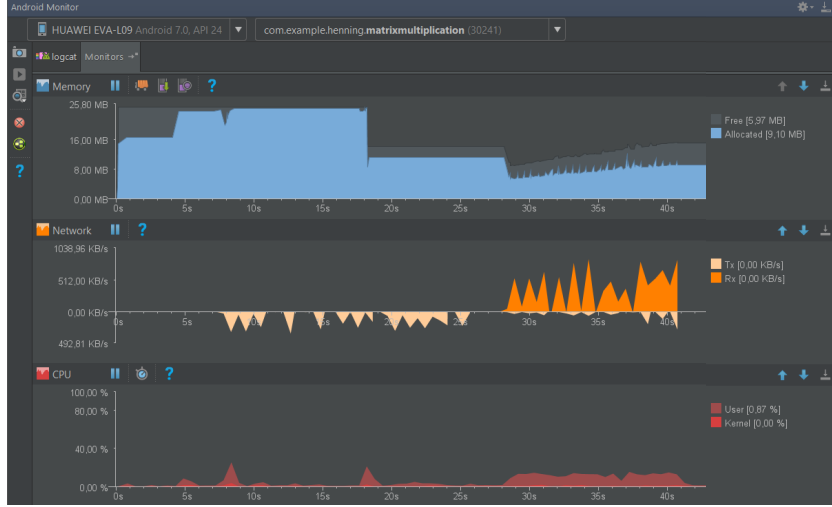 Android Monitor
HUAWEI EVA-L09 Android 7.0, API 24
com.example.henning.matrixmultiplication (30241)
logcat
Monitors →"
Memory
?
25,80 MB
16,00 MB
8,00 MB
0,00 MB
0s 5s 10s 15s 20s 25s 30s 35s 40s
Free [5,97 MB]
Allocated [9,10 MB]
Network
?
1038,96 KB/s
512,00 KB/s
0,00 KB/s
492,81 KB/s
0s 5s 10s 15s 20s 25s 30s 35s 40s
Tx [0,00 KB/s]
Rx [0,00 KB/s]
CPU
?
100,00 %
80,00 %
40,00 %
0,00 %
0s 5s 10s 15s 20s 25s 30s 35s 40s
User [0,87 %]
Kernel [0,00 %]